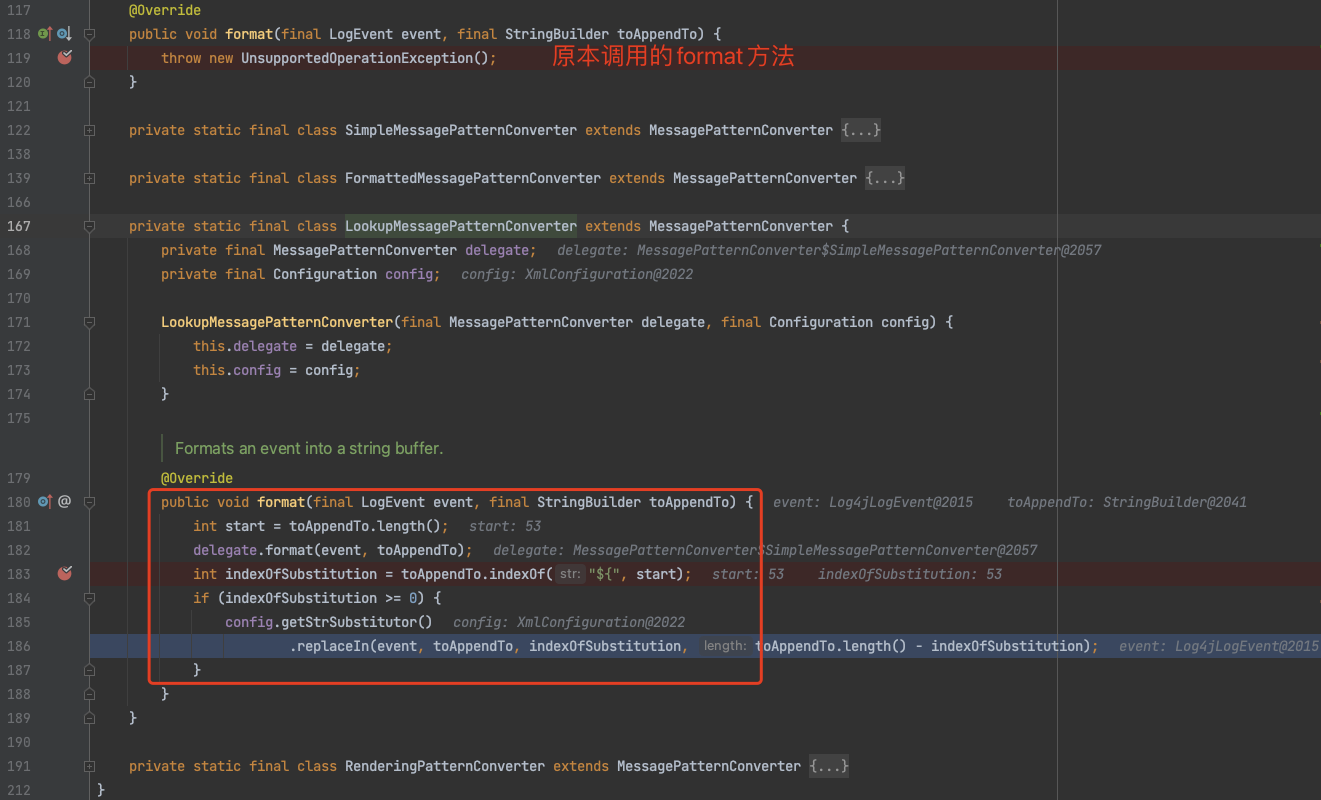 117 @Override
118 public void format(final LogEvent event, final StringBuilder toAppendTo) {
119 throw new UnsupportedOperationException(); 原本调用的format方法
120 }
121
122 private static final class SimpleMessagePatternConverter extends MessagePatternConverter {...}
138
139 private static final class FormattedMessagePatternConverter extends MessagePatternConverter {...}
166
167 private static final class LookupMessagePatternConverter extends MessagePatternConverter {
168 private final MessagePatternConverter delegate; delegate: MessagePatternConverter$SimpleMessagePatternConverter@2057
169 private final Configuration config; config: XmlConfiguration@2022
170
171 LookupMessagePatternConverter(final MessagePatternConverter delegate, final Configuration config) {
172 this.delegate = delegate;
173 this.config = config;
174 }
175
Formats an event into a string buffer.
179 @Override
180 @ public void format(final LogEvent event, final StringBuilder toAppendTo) { event: Log4jLogEvent@2015 toAppendTo: StringBuilder@2041
181 int start = toAppendTo.length(); start: 53
182 delegate.format(event, toAppendTo); delegate: MessagePatternConverter$SimpleMessagePatternConverter@2057
183 int indexOfSubstitution = toAppendTo.indexOf( str: "${", start); start: 53 indexOfSubstitution: 53
184 if (indexOfSubstitution >= 0) {
185 config.getStrSubstitutor() config: XmlConfiguration@2022
186 .replaceIn(event, toAppendTo, indexOfSubstitution, length: toAppendTo.length() - indexOfSubstitution); event: Log4jLogEvent@2015
187 }
188 }
189 }
190
191 private static final class RenderingPatternConverter extends MessagePatternConverter {...}
212 }